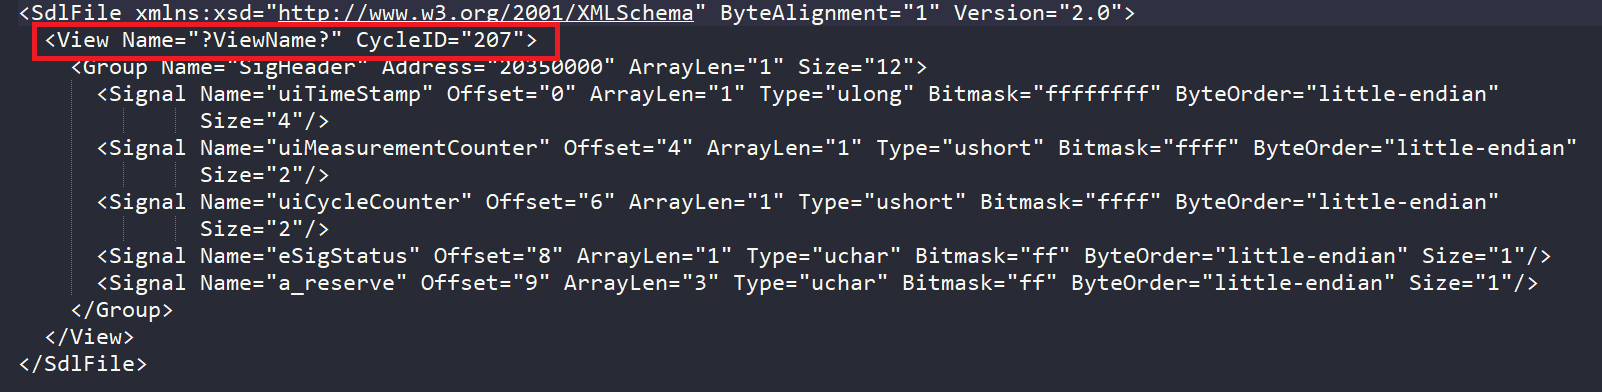 <SdlFile xmlns:xsd="http://www.w3.org/2001/XMLSchema" ByteAlignment="1" Version="2.0">
<View Name="?ViewName?" CycleID="207">
<Group Name="SigHeader" Address="20350000" ArrayLen="1" Size="12">
<Signal Name="uiTimeStamp" Offset="0" ArrayLen="1" Type="ulong" Bitmask="ffffffff" ByteOrder="little-endian"
Size="4"/>
<Signal Name="uiMeasurementCounter" Offset="4" ArrayLen="1" Type="ushort" Bitmask="ffff" ByteOrder="little-endian"
Size="2"/>
<Signal Name="uiCycleCounter" Offset="6" ArrayLen="1" Type="ushort" Bitmask="ffff" ByteOrder="little-endian"
Size="2"/>
<Signal Name="eSigStatus" Offset="8" ArrayLen="1" Type="uchar" Bitmask="ff" ByteOrder="little-endian" Size="1"/>
<Signal Name="a_reserve" Offset="9" ArrayLen="3" Type="uchar" Bitmask="ff" ByteOrder="little-endian" Size="1"/>
</Group>
</View>
</SdlFile>